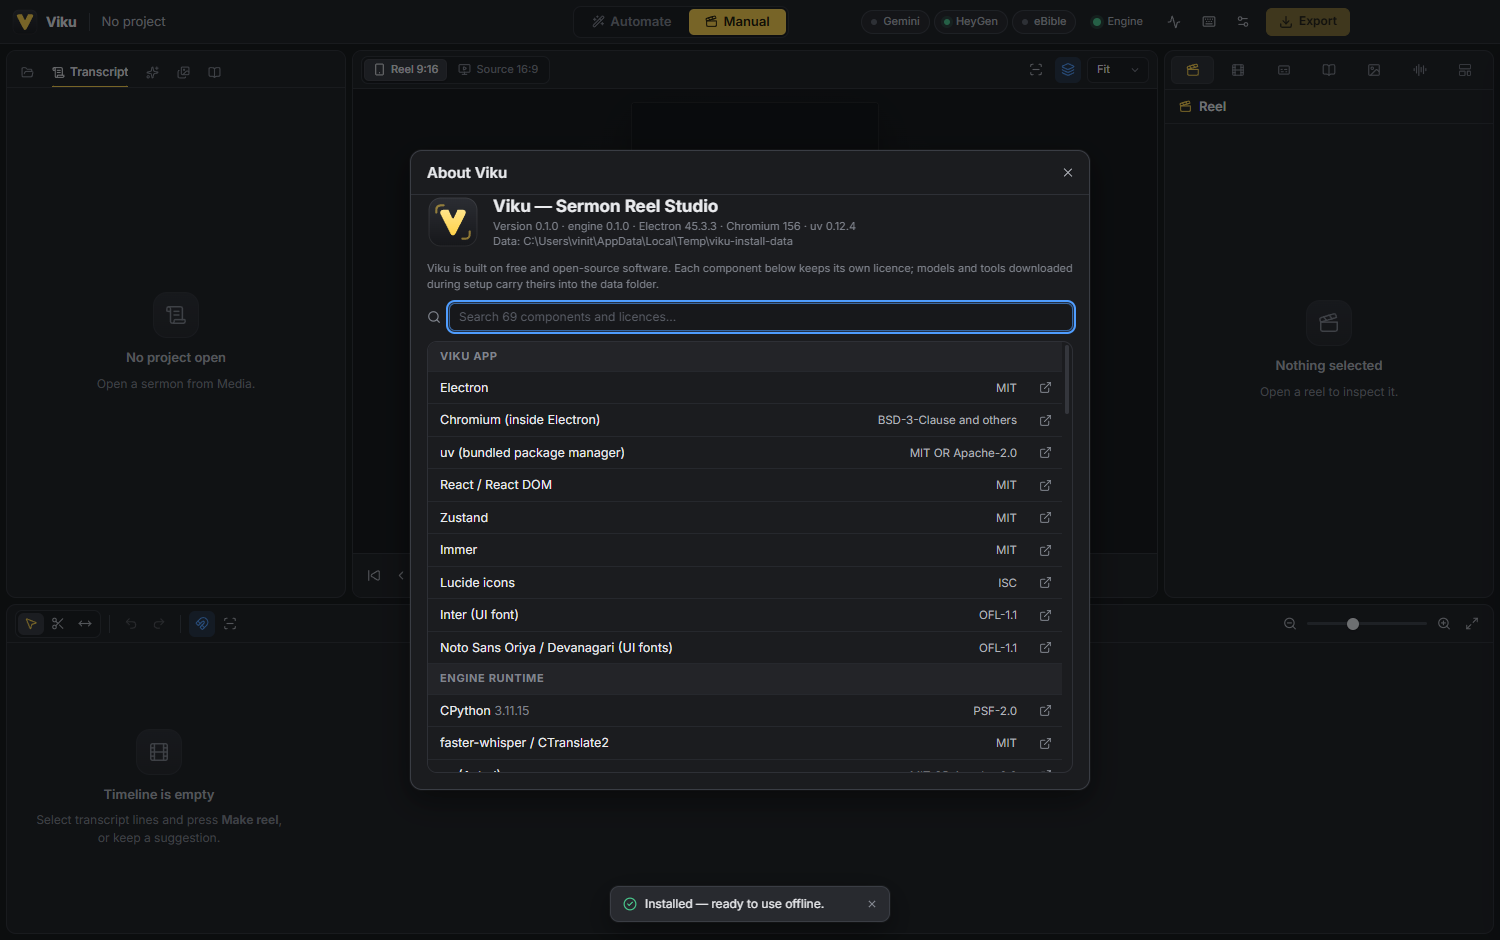 Viku
No project
Automate
Manual
Gemini
HeyGen
eBible
Engine
Export
Transcript
Reel 9:16
Source 16:9
Fit
Reel
No project open
Open a sermon from Media.
Nothing selected
Open a reel to inspect it.
About Viku
Viku — Sermon Reel Studio
Version 0.1.0 · engine 0.1.0 · Electron 45.3.3 · Chromium 156 · uv 0.12.4
Data: C:\Users\vinit\AppData\Local\Temp\viku-install-data
Viku is built on free and open-source software. Each component below keeps its own licence; models and tools downloaded
during setup carry theirs into the data folder.
Search 69 components and licences...
VIKU APP
Electron MIT
Chromium (inside Electron) BSD-3-Clause and others
uv (bundled package manager) MIT OR Apache-2.0
React / React DOM MIT
Zustand MIT
Immer MIT
Lucide icons ISC
Inter (UI font) OFL-1.1
Noto Sans Oriya / Devanagari (UI fonts) OFL-1.1
ENGINE RUNTIME
CPython 3.11.15 PSF-2.0
faster-whisper / CTranslate2 MIT
Timeline is empty
Select transcript lines and press Make reel,
or keep a suggestion.
Installed — ready to use offline.